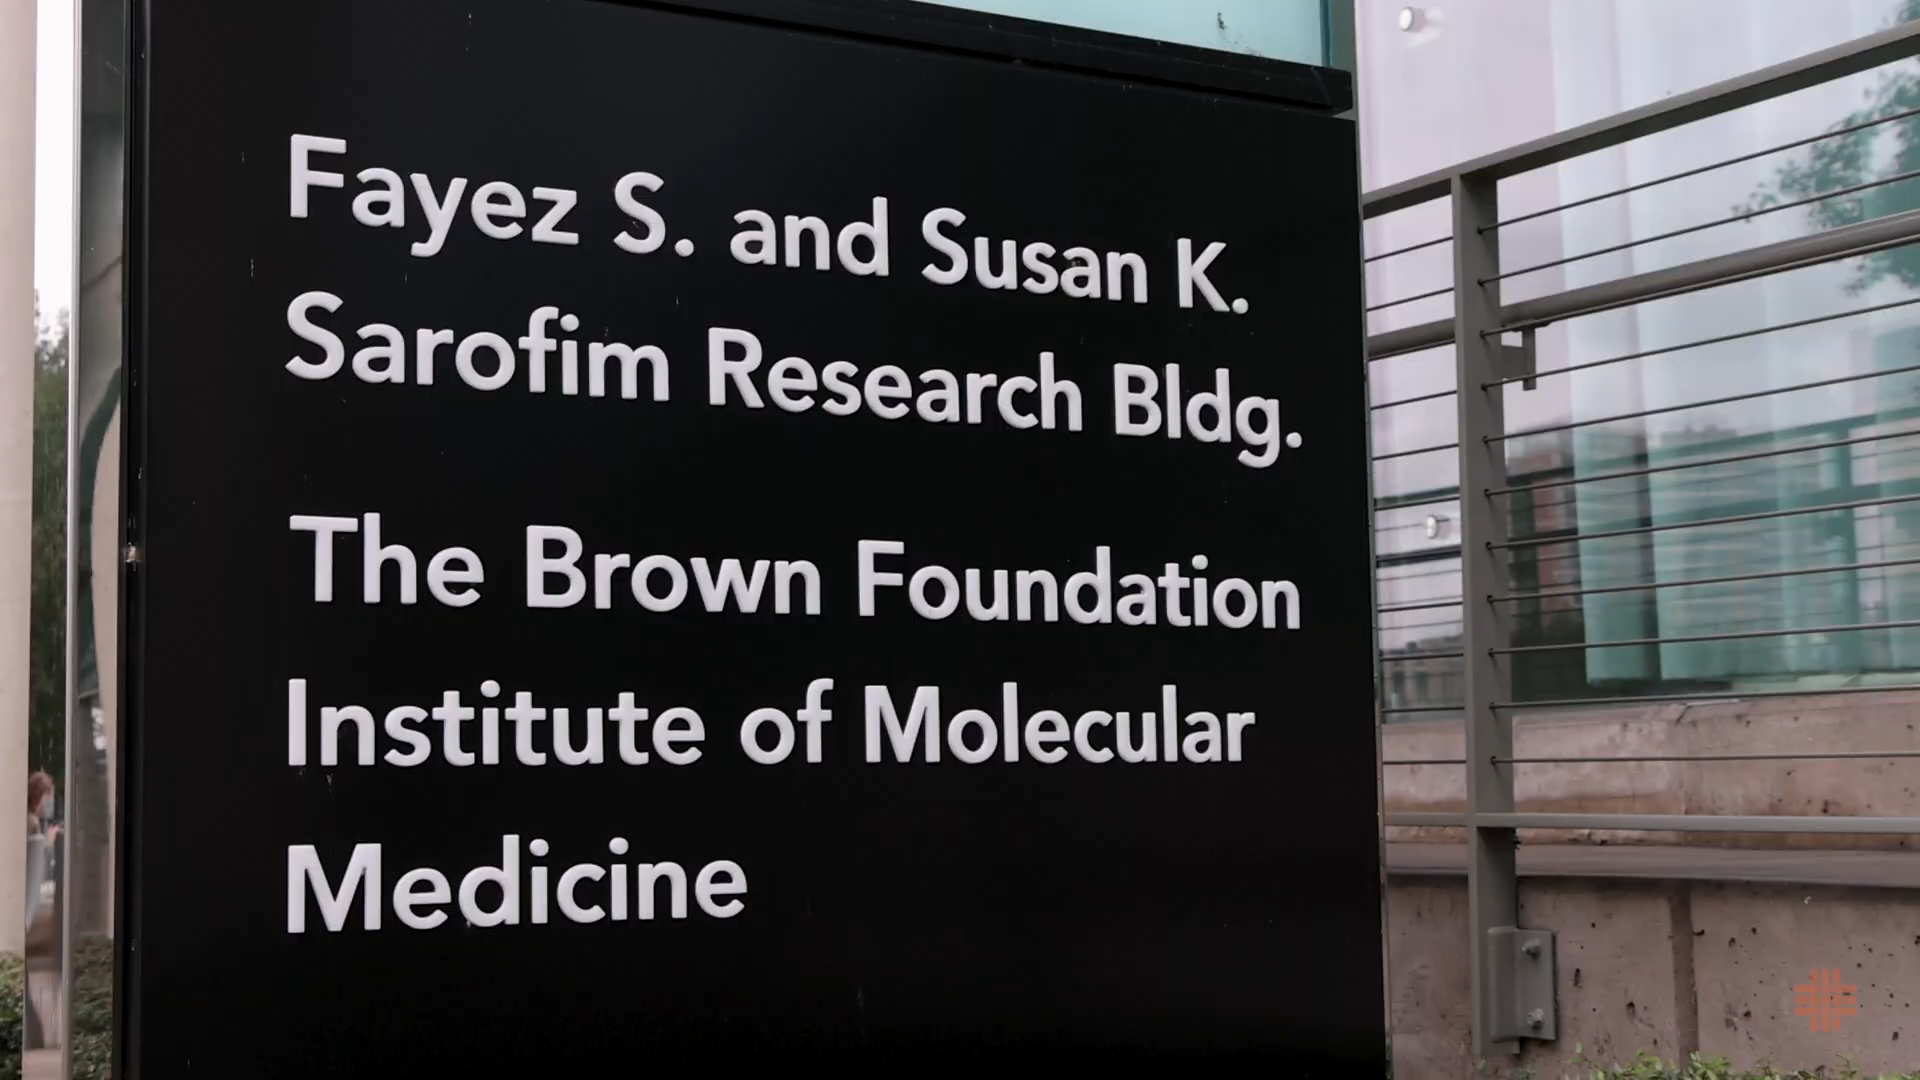 Fayez S. and Susan K.
Sarofim Research Bldg.
The Brown Foundation
Institute of Molecular
Medicine